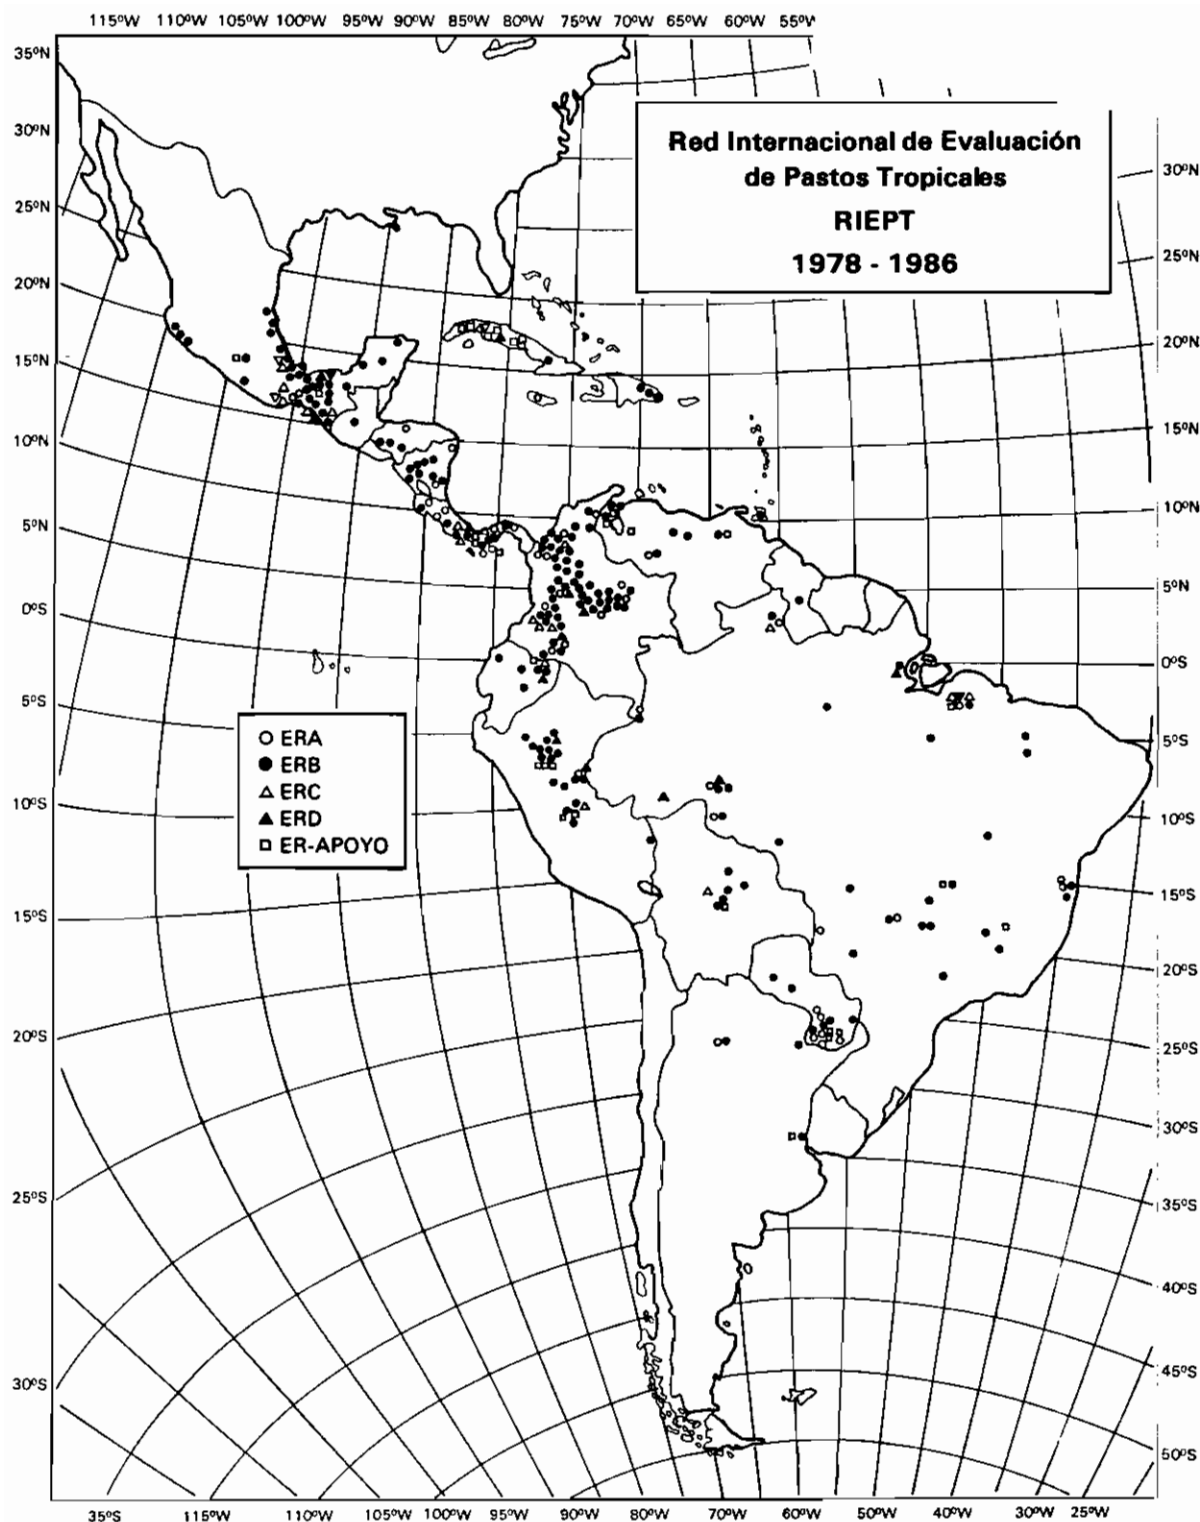 115ºW 110ºW 105ºW 100ºW 95ºW 90ºW 85ºW 80ºW 75ºW 70ºW 65ºW 60ºW 55ºW
35ºN
30ºN
25ºN
20ºN
15ºN
10ºN
5ºN
0ºS
5ºS
10ºS
15ºS
20ºS
25ºS
30ºS
Red Internacional de Evaluación
de Pastos Tropicales
RIEPT
1978 - 1986
30ºN
25ºN
20ºN
15ºN
10ºN
5ºN
0ºS
5ºS
10ºS
15ºS
20ºS
25ºS
30ºS
35ºS
40ºS
45ºS
50ºS
ERA
ERB
ERC
ERD
ER-APOYO
35ºS 115ºW 110ºW 105ºW 100ºW 90ºW 80ºW 70ºW 60ºW 50ºW 40ºW 30ºW 25ºW